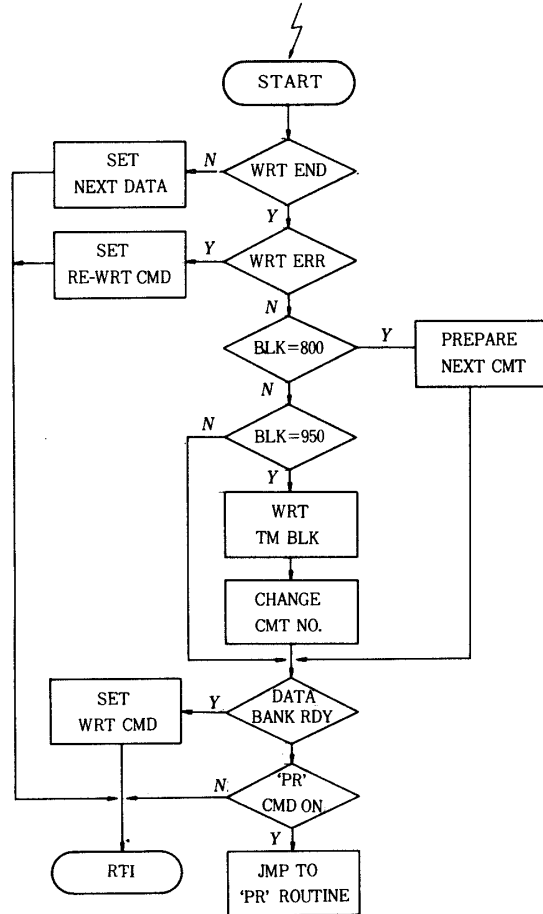 START
SET
NEXT DATA
N
WRT END
Y
SET
RE-WRT CMD
Y
WRT ERR
N
BLK=800
Y
PREPARE
NEXT CMT
N
N
BLK=950
Y
WRT
TM BLK
CHANGE
CMT NO.
SET
WRT CMD
Y
DATA
BANK RDY
N
'PR'
CMD ON
Y
RTI
JMP TO
'PR' ROUTINE